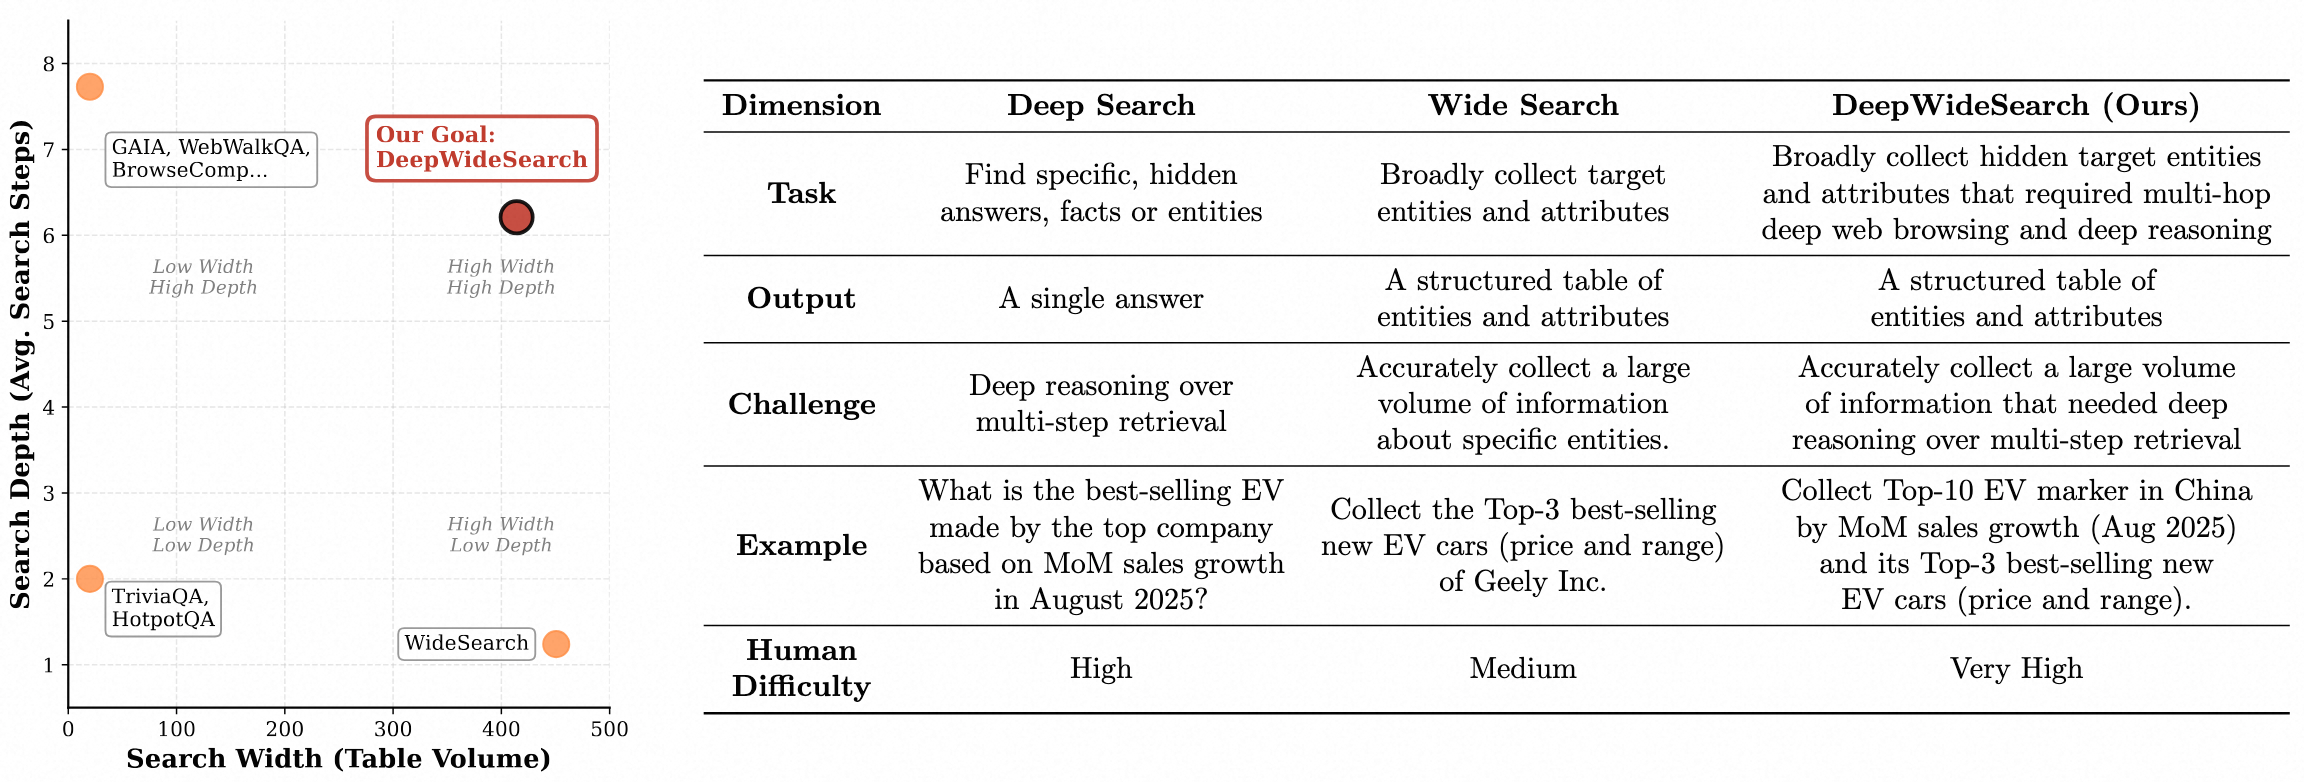 Search Depth (Avg. Search Steps)
8
7
6
5
4
3
2
1
GAIA, WebWalkQA,
BrowseComp...
Our Goal:
DeepWideSearch
Low Width
High Depth
High Width
High Depth
Low Width
Low Depth
High Width
Low Depth
TriviaQA,
HotpotQA
WideSearch
0 100 200 300 400 500
Search Width (Table Volume)
Dimension Deep Search Wide Search DeepWideSearch (Ours)
Task
Find specific, hidden
answers, facts or entities
Broadly collect target
entities and attributes
Broadly collect hidden target entities
and attributes that required multi-hop
deep web browsing and deep reasoning
Output
A single answer
A structured table of
entities and attributes
A structured table of
entities and attributes
Challenge
Deep reasoning over
multi-step retrieval
Accurately collect a large
volume of information
about specific entities.
Accurately collect a large volume
of information that needed deep
reasoning over multi-step retrieval
Example
What is the best-selling EV
made by the top company
based on MoM sales growth
in August 2025?
Collect the Top-3 best-selling
new EV cars (price and range)
of Geely Inc.
Collect Top-10 EV marker in China
by MoM sales growth (Aug 2025)
and its Top-3 best-selling new
EV cars (price and range).
Human
Difficulty
High
Medium
Very High